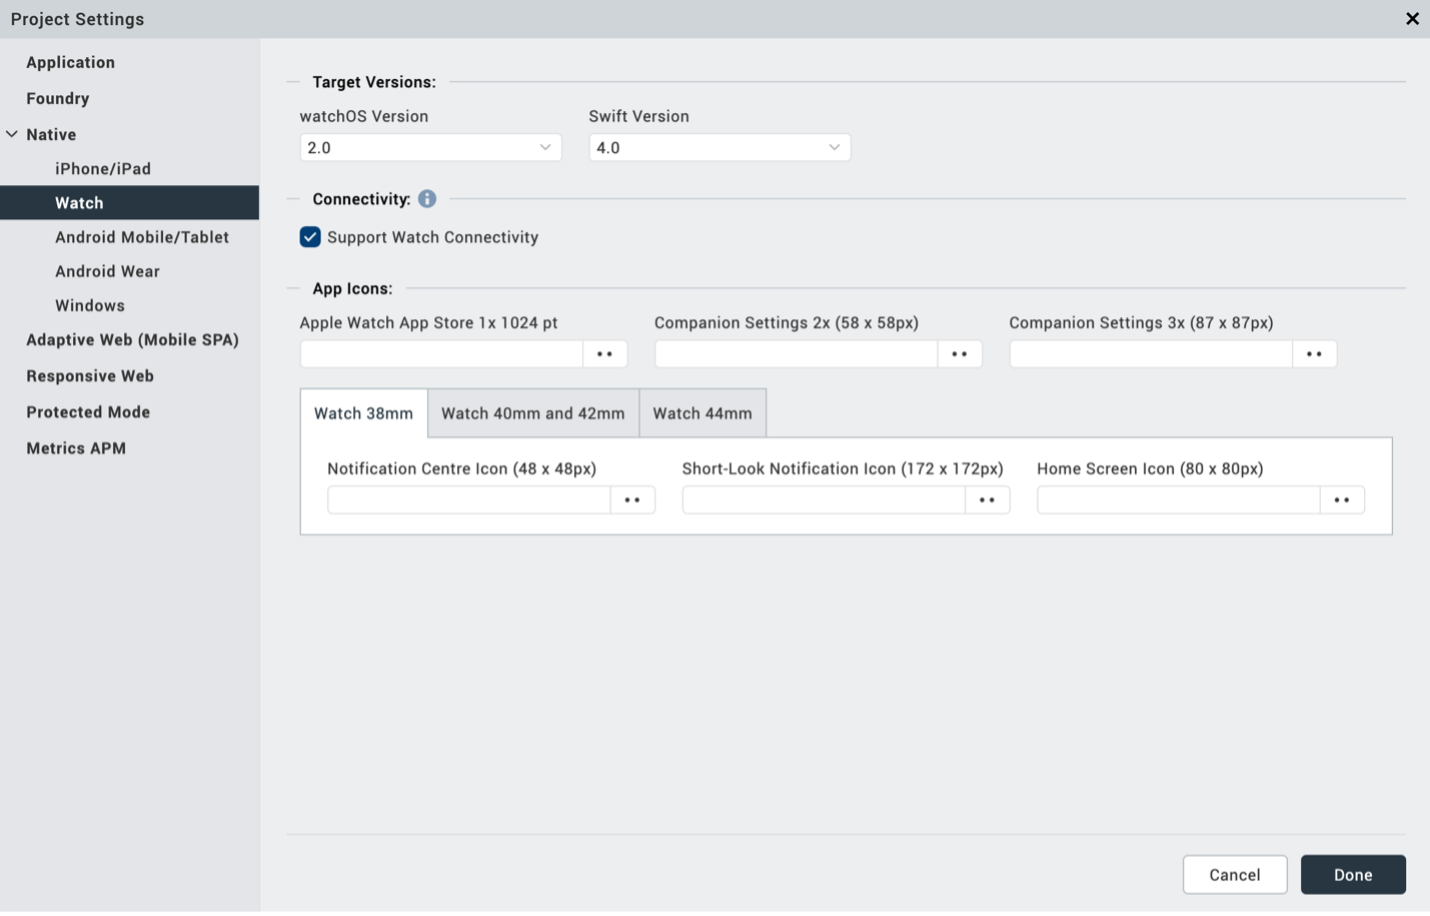 Project Settings
Application
Foundry
Native
iPhone/iPad
Watch
Android Mobile/Tablet
Android Wear
Windows
Adaptive Web (Mobile SPA)
Responsive Web
Protected Mode
Metrics APM
Target Versions:
watchOS Version
Swift Version
2.0
4.0
Connectivity:
Support Watch Connectivity
App Icons:
Apple Watch App Store 1x 1024 pt
Companion Settings 2x (58 x 58px)
Companion Settings 3x (87 x 87px)
Watch 38mm
Watch 40mm and 42mm
Watch 44mm
Notification Centre Icon (48 x 48px)
Short-Look Notification Icon (172 x 172px)
Home Screen Icon (80 x 80px)
Cancel
Done